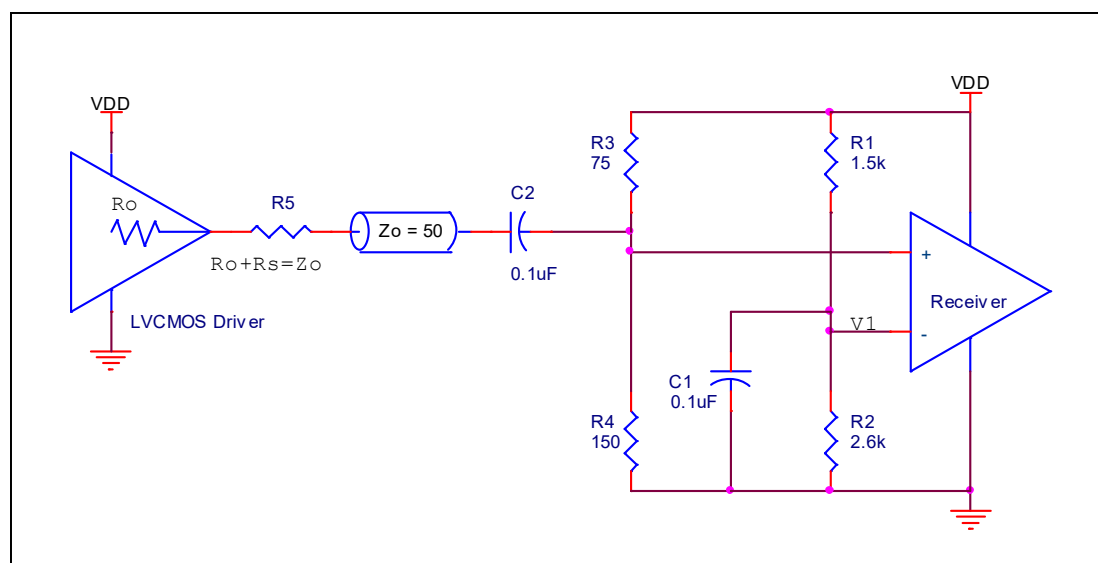 VDD
Ro
R5
Ro+Rs=Zo
LVCMOS Driver
Zo = 50
C2
0.1uF
R3
75
R4
150
C1
0.1uF
VDD
R1
1.5k
V1
R2
2.6k
+
-
Receiver